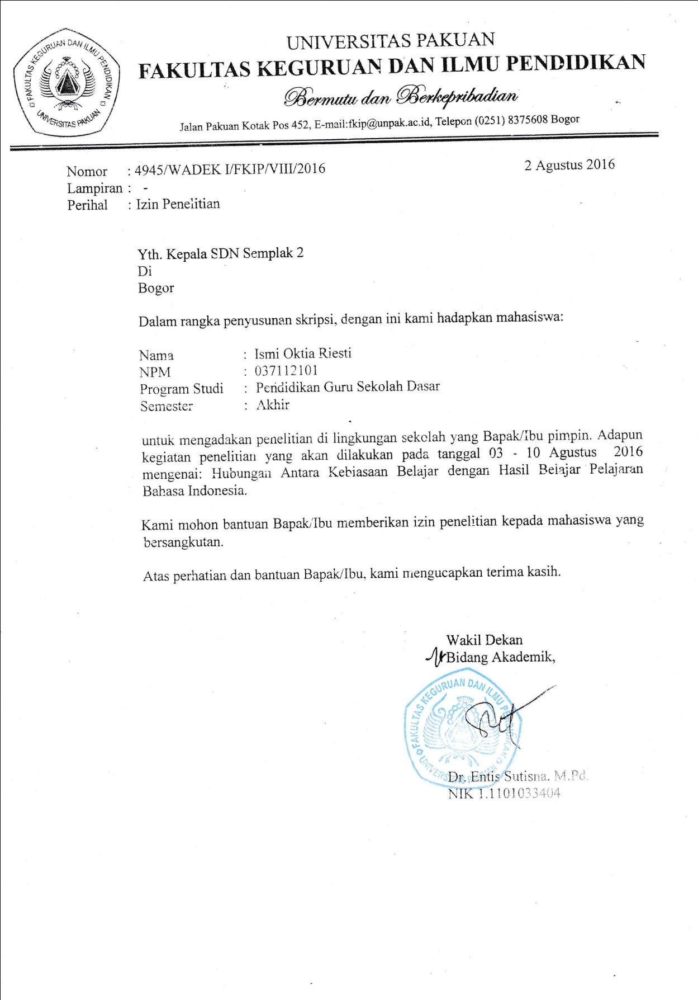 FAKULTAS KEGURUAN DAN ILMU PENDIDIKAN
UNIVERSITAS PAKUAN
UNIVERSITAS PAKUAN
FAKULTAS KEGURUAN DAN ILMU PENDIDIKAN
Bermutu dan Berkepribadian
Jalan Pakuan Kotak Pos 452, E-mail:fkip@unpak.ac.id, Telepon (0251) 8375608 Bogor
Nomor : 4945/WADEK I/FKIP/VIII/2016 2 Agustus 2016
Lampiran : -
Perihal : Izin Penelitian
Yth. Kepala SDN Semplak 2
Di
Bogor
Dalam rangka penyusunan skripsi, dengan ini kami hadapkan mahasiswa:
Nama : Ismi Oktia Riesti
NPM : 037112101
Program Studi : Pendidikan Guru Sekolah Dasar
Semester : Akhir
untuk mengadakan penelitian di lingkungan sekolah yang Bapak/Ibu pimpin. Adapun
kegiatan penelitian yang akan dilakukan pada tanggal 03 - 10 Agustus 2016
mengenai: Hubungan Antara Kebiasaan Belajar dengan Hasil Belajar Pelajaran
Bahasa Indonesia.
Kami mohon bantuan Bapak/Ibu memberikan izin penelitian kepada mahasiswa yang
bersangkutan.
Atas perhatian dan bantuan Bapak/Ibu, kami mengucapkan terima kasih.
Wakil Dekan
Bidang Akademik,
FAKULTAS KEGURUAN DAN ILMU PENDIDIKAN
UNIVERSITAS PAKUAN
Dr. Entis Sutisna. M.Pd.
NIK 1.1101033404